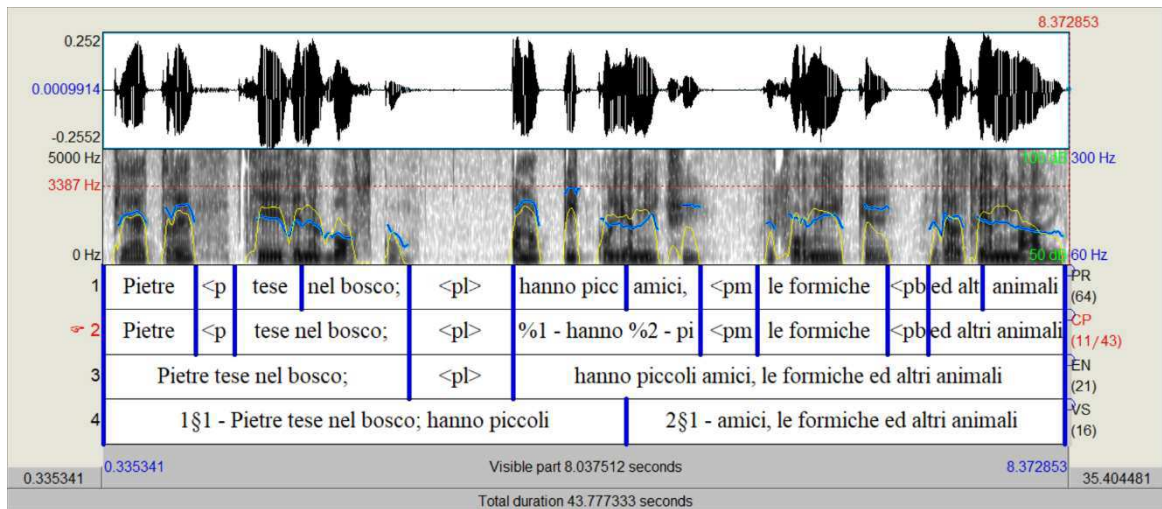 8.372853
0.252
0.0009914
-0.2552
5000 Hz 100 dB 300 Hz
3387 Hz
0 Hz 50 dB 60 Hz
1 Pietre <p tese nel bosco; <pl> hanno picc amici, <pm le formiche <pb ed alt animali PR (64)
2 Pietre <p tese nel bosco; <pl> %1 - hanno %2 - pi <pm le formiche <pb ed altri animali CP (11/43)
3 Pietre tese nel bosco; <pl> hanno piccoli amici, le formiche ed altri animali EN (21)
4 1§1 - Pietre tese nel bosco; hanno piccoli 2§1 - amici, le formiche ed altri animali VS (16)
0.335341 Visible part 8.037512 seconds 8.372853
0.335341 35.404481
Total duration 43.777333 seconds